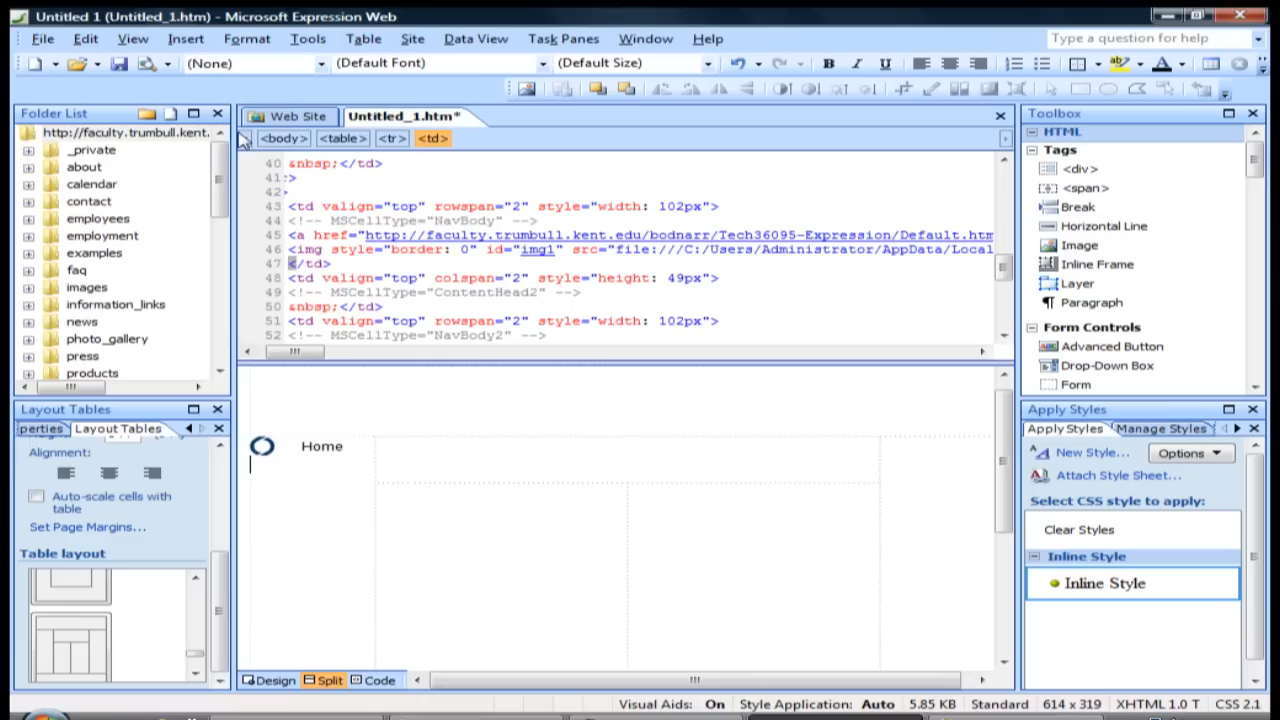 Untitled 1 (Untitled_1.htm) - Microsoft Expression Web
File Edit View Insert Format Tools Table Site Data View Task Panes Window Help
Type a question for help
(None) (Default Font) (Default Size) B I U A
Folder List
http://faculty.trumbull.kent.
_private
about
calendar
contact
employees
employment
examples
faq
images
information_links
news
photo_gallery
press
products
Layout Tables
perties Layout Tables
Alignment:
Auto-scale cells with
table
Set Page Margins...
Table layout
Web Site Untitled_1.htm*
<body> <table> <tr> <td>
40 &nbsp;</td>
41 >
42
43 <td valign="top" rowspan="2" style="width: 102px">
44 <!-- MSCellType="NavBody" -->
45 <a href="http://faculty.trumbull.kent.edu/bodnarr/Tech36095-Expression/Default.htm
46 <img style="border: 0" id="img1" src="file:///C:/Users/Administrator/AppData/Local
47 </td>
48 <td valign="top" colspan="2" style="height: 49px">
49 <!-- MSCellType="ContentHead2" -->
50 &nbsp;</td>
51 <td valign="top" rowspan="2" style="width: 102px">
52 <!-- MSCellType="NavBody2" -->
Home
Design Split Code
Toolbox
HTML
Tags
<div>
<span>
Break
Horizontal Line
Image
Inline Frame
Layer
Paragraph
Form Controls
Advanced Button
Drop-Down Box
Form
Apply Styles
Apply Styles Manage Styles
New Style... Options
Attach Style Sheet...
Select CSS style to apply:
Clear Styles
Inline Style
Inline Style
Visual Aids: On Style Application: Auto 5.85 KB Standard 614 x 319 XHTML 1.0 T CSS 2.1